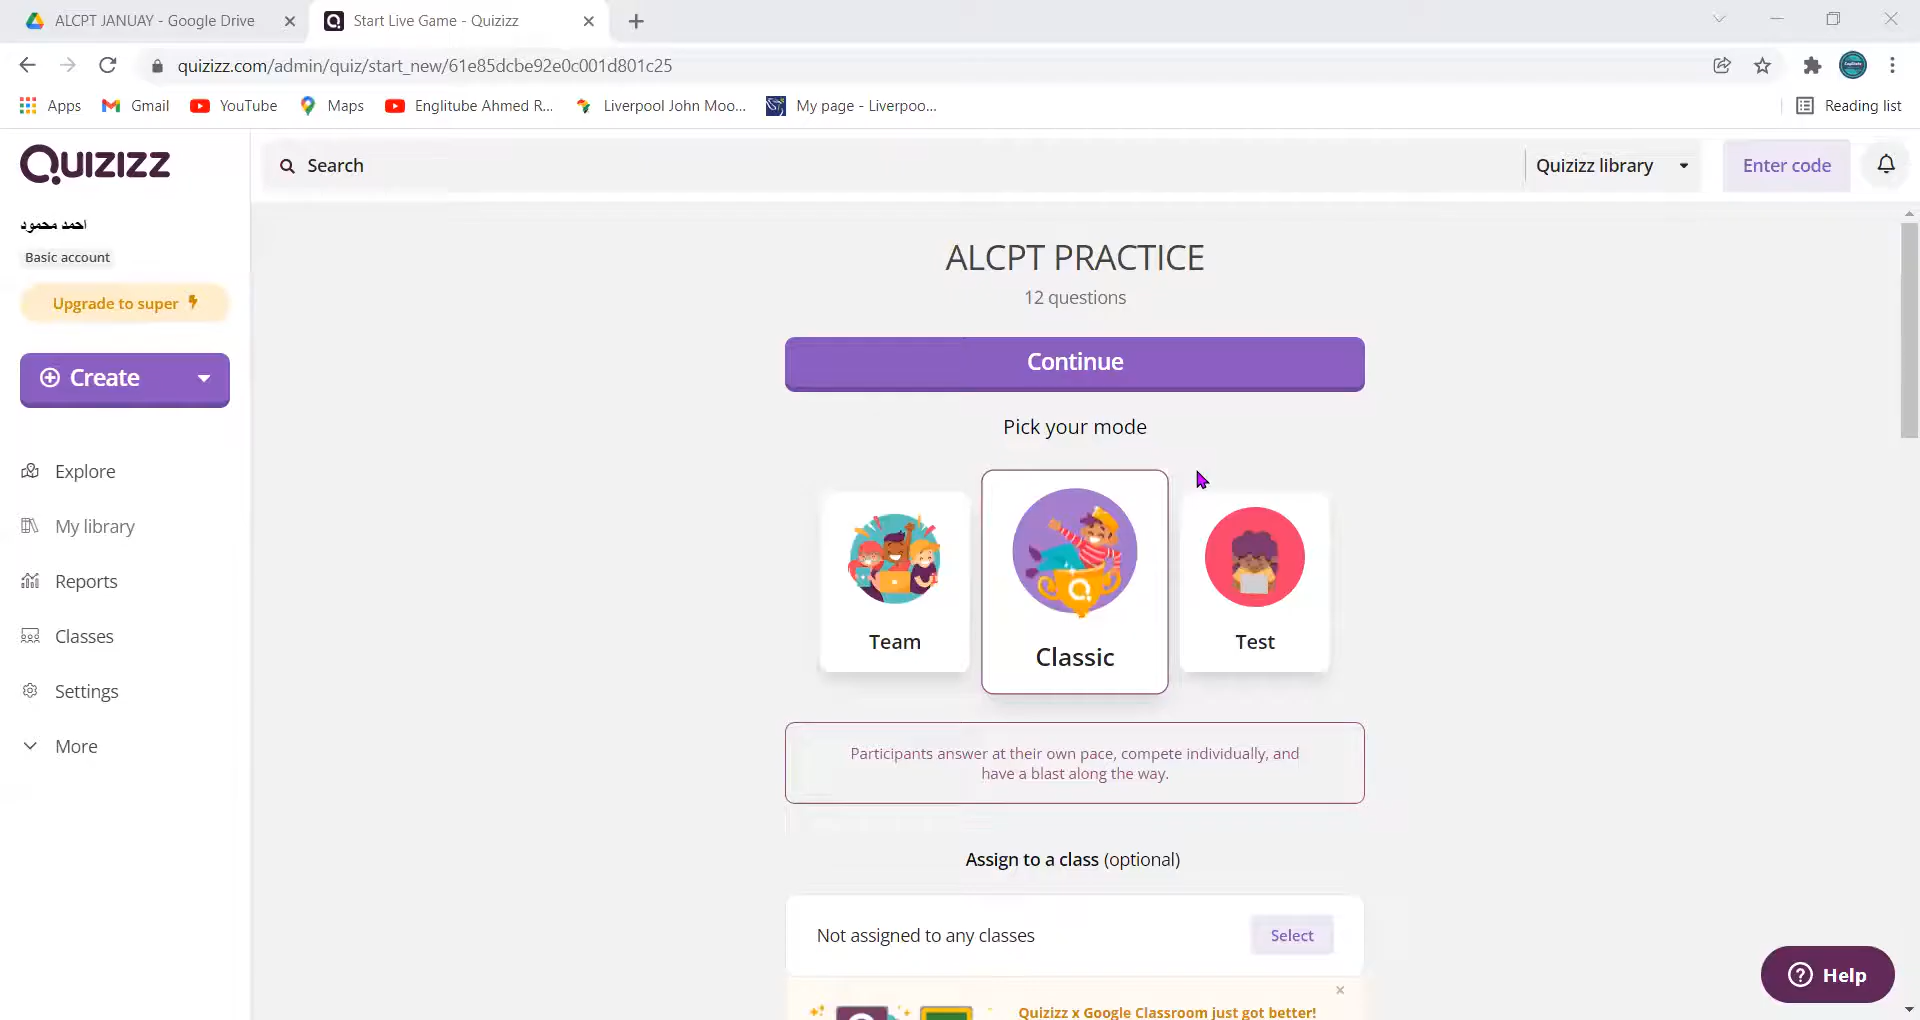 ALCPT JANUAY - Google Drive
Start Live Game - Quizizz
quizizz.com/admin/quiz/start_new/61e85dcbe92e0c001d801c25
Apps
Gmail
YouTube
Maps
Englitube Ahmed R...
Liverpool John Moo...
My page - Liverpoo...
Reading list
Quizizz
Search
Quizizz library
Enter code
احمد محمود
Basic account
Upgrade to super
Create
Explore
My library
Reports
Classes
Settings
More
ALCPT PRACTICE
12 questions
Continue
Pick your mode
Team
Classic
Test
Participants answer at their own pace, compete individually, and
have a blast along the way.
Assign to a class (optional)
Not assigned to any classes
Select
Quizizz x Google Classroom just got better!
Help